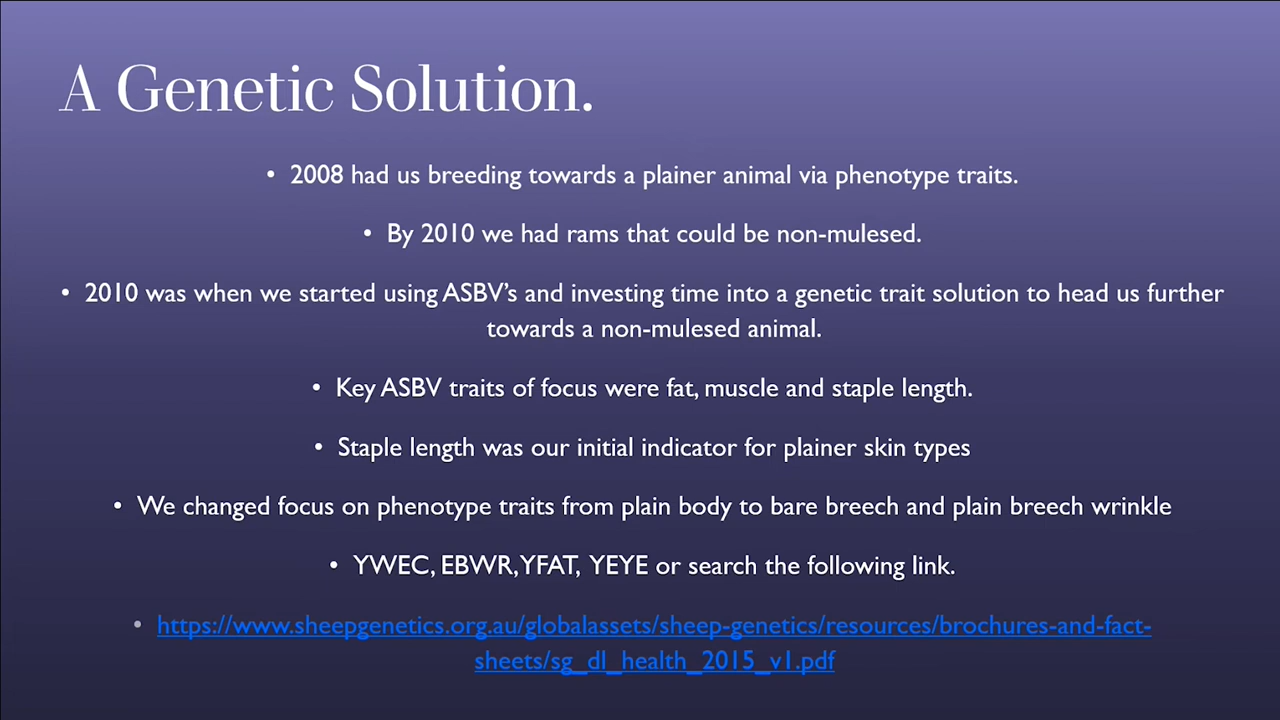 A Genetic Solution.
• 2008 had us breeding towards a plainer animal via phenotype traits.
• By 2010 we had rams that could be non-mulesed.
• 2010 was when we started using ASBV's and investing time into a genetic trait solution to head us further
towards a non-mulesed animal.
• Key ASBV traits of focus were fat, muscle and staple length.
• Staple length was our initial indicator for plainer skin types
• We changed focus on phenotype traits from plain body to bare breech and plain breech wrinkle
• YWEC, EBWR,YFAT, YEYE or search the following link.
• https://www.sheepgenetics.org.au/globalassets/sheep-genetics/resources/brochures-and-fact-
sheets/sg_dl_health_2015_v1.pdf